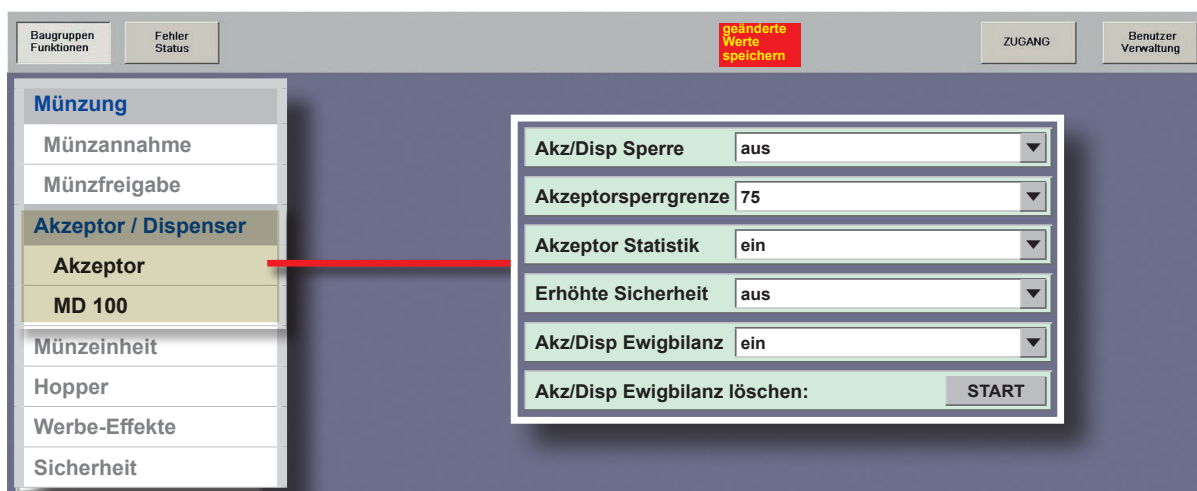 Baugruppen
Funktionen
Fehler
Status
geänderte
Werte
speichern
ZUGANG
Benutzer
Verwaltung
Münzung
Münzannahme
Münzfreigabe
Akzeptor / Dispenser
Akzeptor
MD 100
Münzeinheit
Hopper
Werbe-Effekte
Sicherheit
Akz/Disp Sperre aus
Akzeptorsperrgrenze 75
Akzeptor Statistik ein
Erhöhte Sicherheit aus
Akz/Disp Ewigbilanz ein
Akz/Disp Ewigbilanz löschen: START